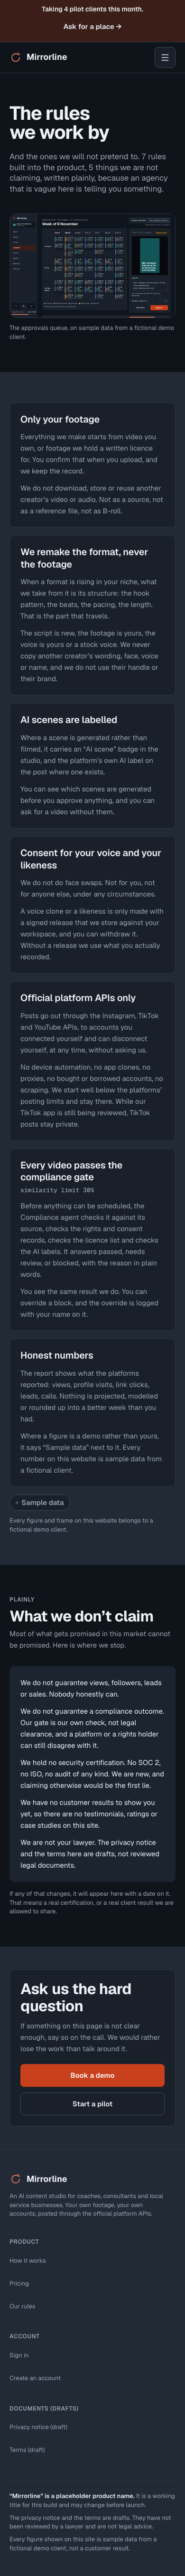 Taking 4 pilot clients this month.
Ask for a place →
Mirrorline
The rules
we work by
And the ones we will not pretend to. 7 rules
built into the product, 5 things we are not
claiming, written plainly, because an agency
that is vague here is telling you something.
The approvals queue, on sample data from a fictional demo
client.
Only your footage
Everything we make starts from video you
own, or footage we hold a written licence
for. You confirm that when you upload, and
we keep the record.
We do not download, store or reuse another
creator's video or audio. Not as a source, not
as a reference file, not as B-roll.
We remake the format, never
the footage
When a format is rising in your niche, what
we take from it is its structure: the hook
pattern, the beats, the pacing, the length.
That is the part that travels.
The script is new, the footage is yours, the
voice is yours or a stock voice. We never
copy another creator's wording, face, voice
or name, and we do not use their handle or
their brand.
AI scenes are labelled
Where a scene is generated rather than
filmed, it carries an "AI scene" badge in the
studio, and the platform's own AI label on
the post where one exists.
You can see which scenes are generated
before you approve anything, and you can
ask for a video without them.
Consent for your voice and your
likeness
We do not do face swaps. Not for you, not
for anyone else, under any circumstances.
A voice clone or a likeness is only made with
a signed release that we store against your
workspace, and you can withdraw it.
Without a release we use what you actually
recorded.
Official platform APIs only
Posts go out through the Instagram, TikTok
and YouTube APIs, to accounts you
connected yourself and can disconnect
yourself, at any time, without asking us.
No device automation, no app clones, no
proxies, no bought or borrowed accounts, no
scraping. We start well below the platforms'
posting limits and stay there. While our
TikTok app is still being reviewed, TikTok
posts stay private.
Every video passes the
compliance gate
similarity limit 30%
Before anything can be scheduled, the
Compliance agent checks it against its
source, checks the rights and consent
records, checks the licence list and checks
the AI labels. It answers passed, needs
review, or blocked, with the reason in plain
words.
You see the same result we do. You can
override a block, and the override is logged
with your name on it.
Honest numbers
The report shows what the platforms
reported: views, profile visits, link clicks,
leads, calls. Nothing is projected, modelled
or rounded up into a better week than you
had.
Where a figure is a demo rather than yours,
it says "Sample data" next to it. Every
number on this website is sample data from
a fictional client.
Sample data
Every figure and frame on this website belongs to a
fictional demo client.
PLAINLY
What we don't claim
Most of what gets promised in this market cannot
be promised. Here is where we stop.
We do not guarantee views, followers, leads
or sales. Nobody honestly can.
We do not guarantee a compliance outcome.
Our gate is our own check, not legal
clearance, and a platform or a rights holder
can still disagree with it.
We hold no security certification. No SOC 2,
no ISO, no audit of any kind. We are new, and
claiming otherwise would be the first lie.
We have no customer results to show you
yet, so there are no testimonials, ratings or
case studies on this site.
We are not your lawyer. The privacy notice
and the terms here are drafts, not reviewed
legal documents.
If any of that changes, it will appear here with a date on it.
That means a real certification, or a real client result we are
allowed to share.
Ask us the hard
question
If something on this page is not clear
enough, say so on the call. We would rather
lose the work than talk around it.
Book a demo
Start a pilot
Mirrorline
An AI content studio for coaches, consultants and local
service businesses. Your own footage, your own
accounts, posted through the official platform APIs.
PRODUCT
How it works
Pricing
Our rules
ACCOUNT
Sign in
Create an account
DOCUMENTS (DRAFTS)
Privacy notice (draft)
Terms (draft)
"Mirrorline" is a placeholder product name. It is a working
title for this build and may change before launch.
The privacy notice and the terms are drafts. They have not
been reviewed by a lawyer and are not legal advice.
Every figure shown on this site is sample data from a
fictional demo client, not a customer result.